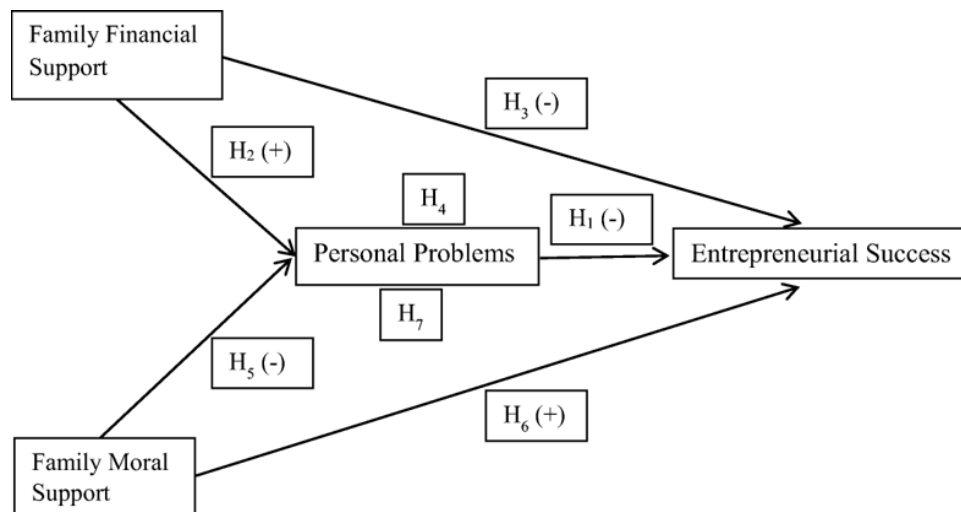 Family Financial
Support
H₃ (-)
H₂ (+)
H₄
H₁ (-)
Personal Problems
Entrepreneurial Success
H₇
H₅ (-)
H₆ (+)
Family Moral
Support